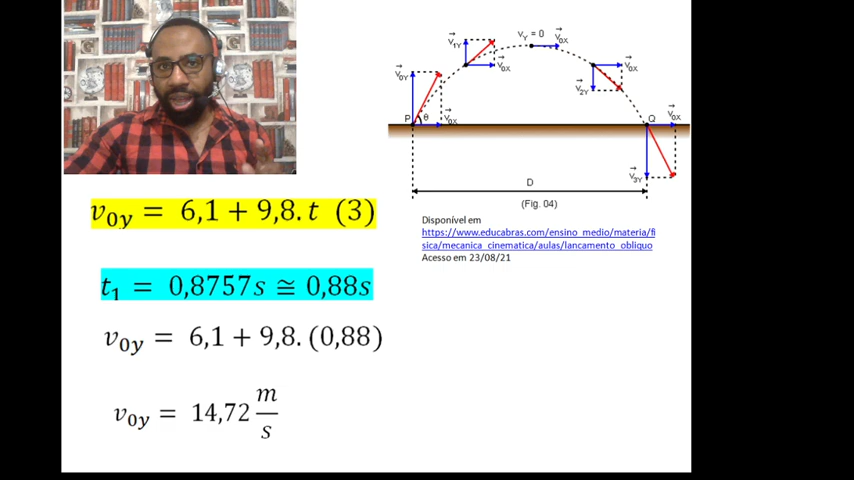 v₀y = 6,1 + 9,8. t (3)
t₁ = 0,8757s ≅ 0,88s
v₀y = 6,1 + 9,8. (0,88)
v₀y = 14,72 m/s
V1Y
V0X
VY = 0
V0X
V0X
V2Y
V0Y
P
θ
V0X
Q
V0X
V3Y
D
(Fig. 04)
Disponível em
https://www.educabras.com/ensino_medio/materia/fi
sica/mecanica_cinematica/aulas/lancamento_obliquo
Acesso em 23/08/21